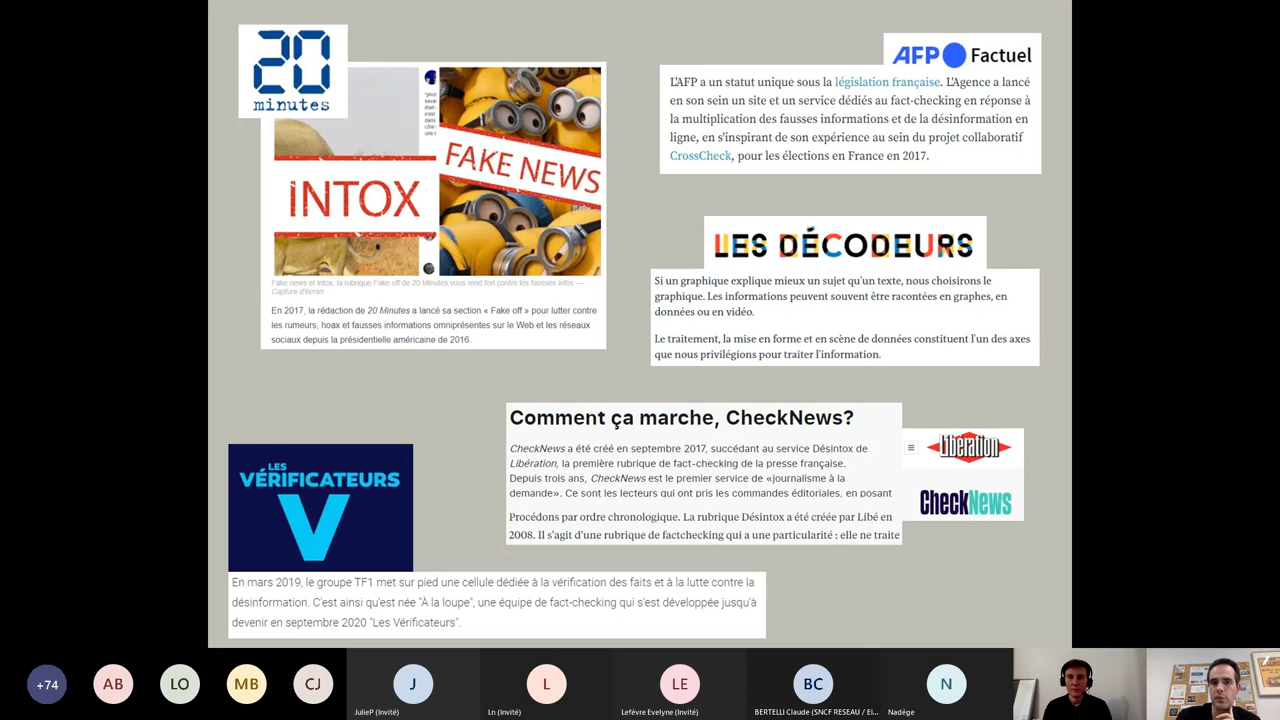 20
minutes
INTOX
FAKE NEWS
Fake news et Intox, la rubrique Fake off de 20 Minutes vous rend fort contre les fausses infos —
Capture d'écran
En 2017, la rédaction de 20 Minutes a lancé sa section « Fake off » pour lutter contre
les rumeurs, hoax et fausses informations omniprésentes sur le Web et les réseaux
sociaux depuis la présidentielle américaine de 2016.
AFP Factuel
L'AFP a un statut unique sous la législation française. L'Agence a lancé
en son sein un site et un service dédiés au fact-checking en réponse à
la multiplication des fausses informations et de la désinformation en
ligne, en s'inspirant de son expérience au sein du projet collaboratif
CrossCheck, pour les élections en France en 2017.
LES DÉCODEURS
Si un graphique explique mieux un sujet qu'un texte, nous choisirons le
graphique. Les informations peuvent souvent être racontées en graphes, en
données ou en vidéo.
Le traitement, la mise en forme et en scène de données constituent l'un des axes
que nous privilégions pour traiter l'information.
Comment ça marche, CheckNews?
CheckNews a été créé en septembre 2017, succédant au service Désintox de
Libération, la première rubrique de fact-checking de la presse française.
Depuis trois ans, CheckNews est le premier service de «journalisme à la
demande». Ce sont les lecteurs qui ont pris les commandes éditoriales, en posant
Procédons par ordre chronologique. La rubrique Désintox a été créée par Libé en
2008. Il s'agit d'une rubrique de factchecking qui a une particularité : elle ne traite
Libération
CheckNews
LES
VÉRIFICATEURS
V
En mars 2019, le groupe TF1 met sur pied une cellule dédiée à la vérification des faits et à la lutte contre la
désinformation. C'est ainsi qu'est née "À la loupe", une équipe de fact-checking qui s'est développée jusqu'à
devenir en septembre 2020 "Les Vérificateurs".
+74
AB
LO
MB
CJ
J
JulieP (Invité)
L
Ln (Invité)
LE
Lefévre Evelyne (Invité)
BC
BERTELLI Claude (SNCF RESEAU / EI...
N
Nadège